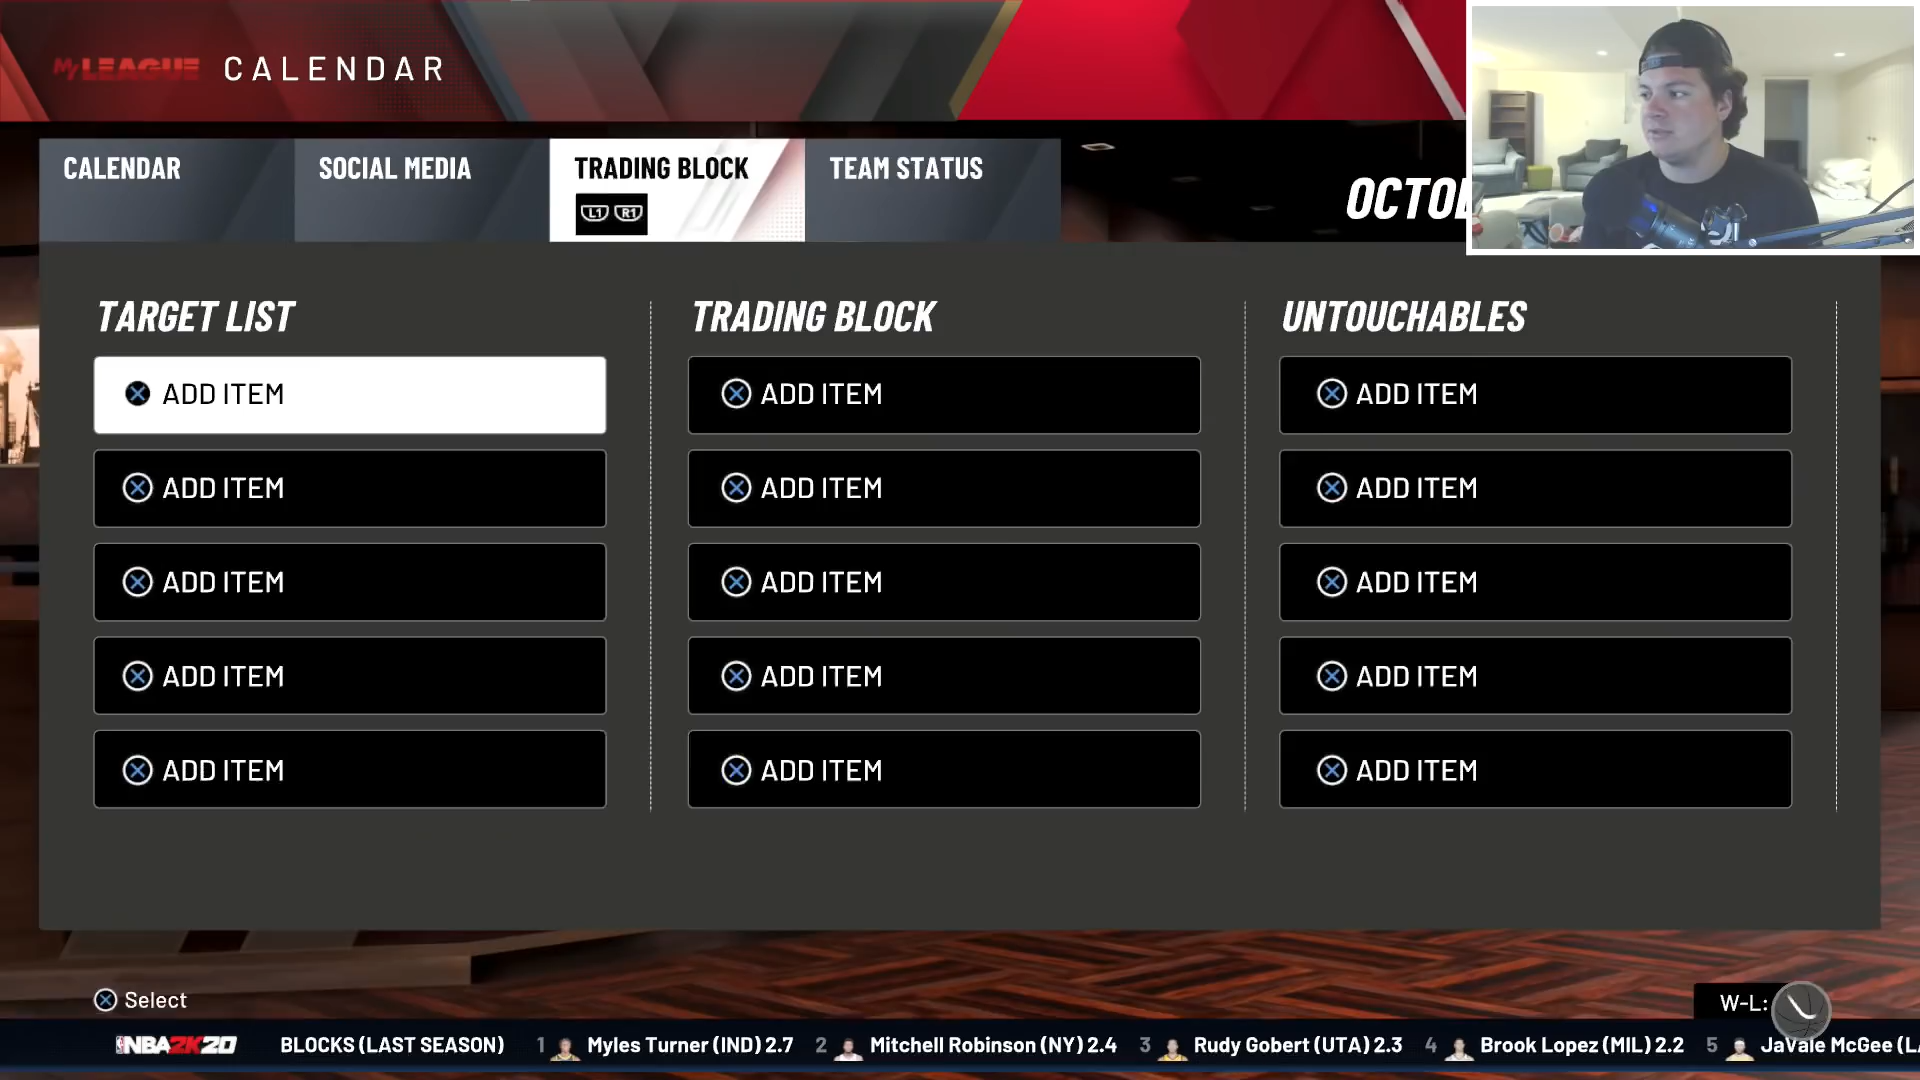 MyLEAGUE CALENDAR
CALENDAR SOCIAL MEDIA TRADING BLOCK TEAM STATUS
L1 R1
OCTO
TARGET LIST TRADING BLOCK UNTOUCHABLES
ADD ITEM ADD ITEM ADD ITEM
ADD ITEM ADD ITEM ADD ITEM
ADD ITEM ADD ITEM ADD ITEM
ADD ITEM ADD ITEM ADD ITEM
ADD ITEM ADD ITEM ADD ITEM
Select
W-L:
NBA2K20 BLOCKS (LAST SEASON) 1 Myles Turner (IND) 2.7 2 Mitchell Robinson (NY) 2.4 3 Rudy Gobert (UTA) 2.3 4 Brook Lopez (MIL) 2.2 5 JaVale McGee (L